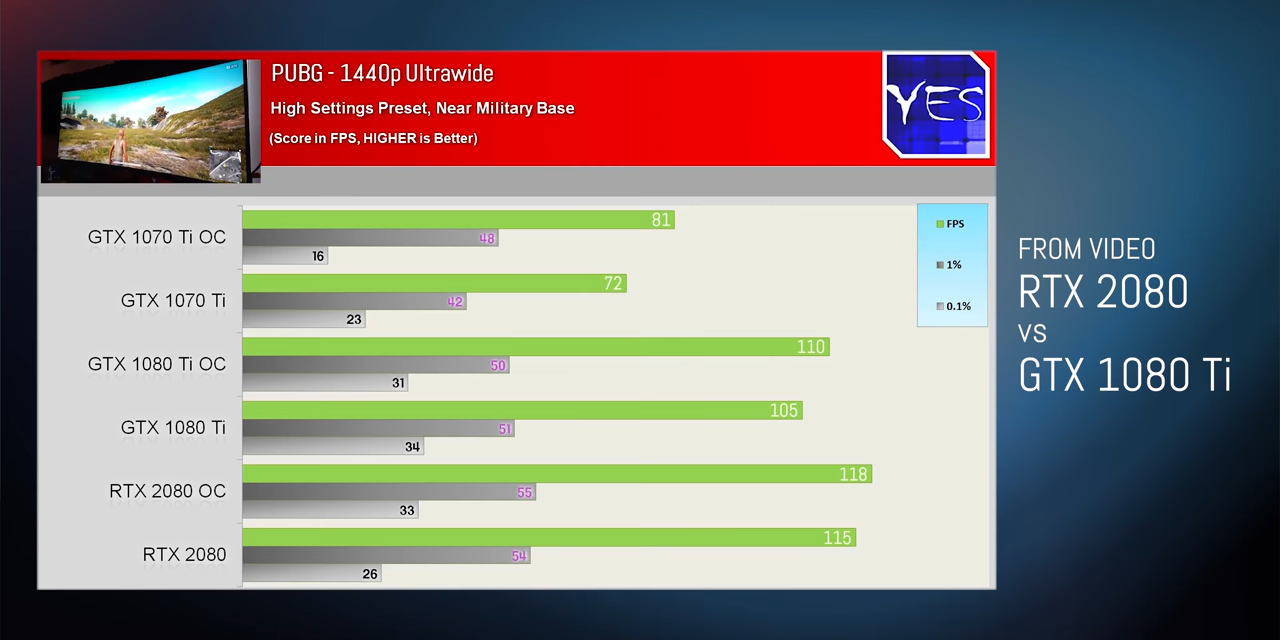 PUBG - 1440p Ultrawide
High Settings Preset, Near Military Base
(Score in FPS, HIGHER is Better)
YES
GTX 1070 Ti OC
81
48
16
GTX 1070 Ti
72
42
23
GTX 1080 Ti OC
110
50
31
GTX 1080 Ti
105
51
34
RTX 2080 OC
118
55
33
RTX 2080
115
54
26
FPS
1%
0.1%
FROM VIDEO
RTX 2080
VS
GTX 1080 Ti